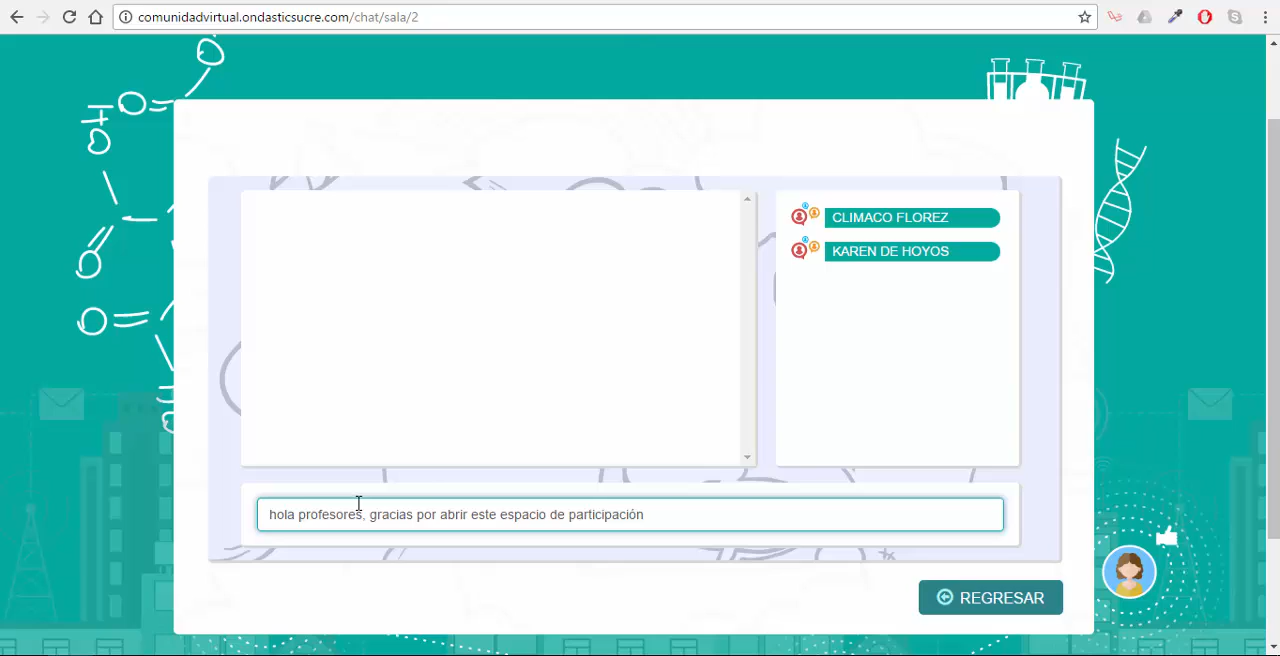 comunidadvirtual.ondasticsucre.com/chat/sala/2
HO
O
O
O
O
CLIMACO FLOREZ
KAREN DE HOYOS
hola profesores, gracias por abrir este espacio de participación
REGRESAR